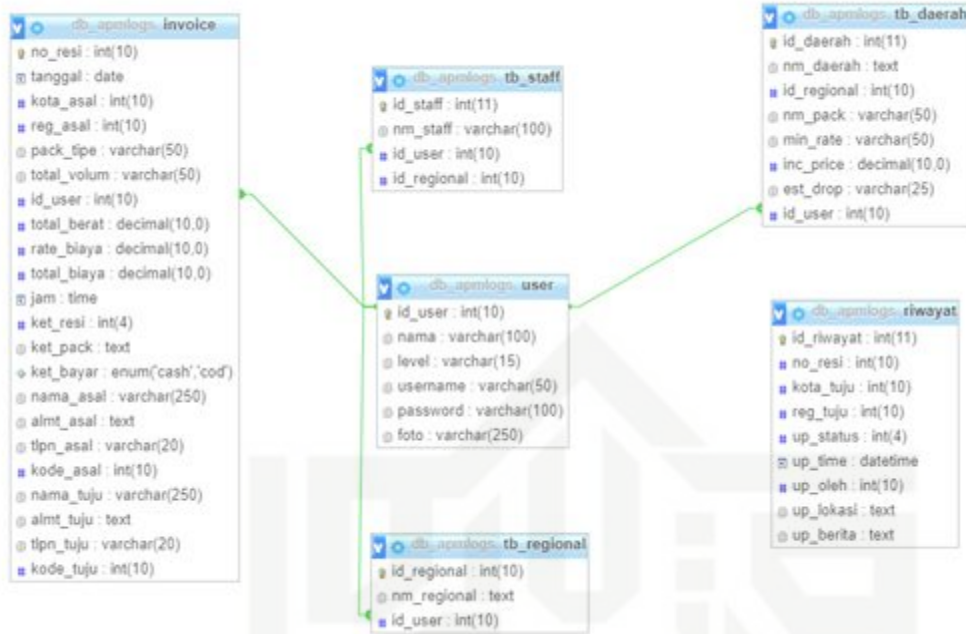 db_apmlogs invoice
no_resi : int(10)
tanggal : date
kota_asal : int(10)
reg_asal : int(10)
pack_tipe : varchar(50)
total_volum : varchar(50)
id_user : int(10)
total_berat : decimal(10,0)
rate_biaya : decimal(10,0)
total_biaya : decimal(10,0)
jam : time
ket_resi : int(4)
ket_pack : text
ket_bayar : enum('cash','cod')
nama_asal : varchar(250)
almt_asal : text
tlpn_asal : varchar(20)
kode_asal : int(10)
nama_tuju : varchar(250)
almt_tuju : text
tlpn_tuju : varchar(20)
kode_tuju : int(10)
db_apmlogs tb_staff
id_staff : int(11)
nm_staff : varchar(100)
id_user : int(10)
id_regional : int(10)
db_apmlogs user
id_user : int(10)
nama : varchar(100)
level : varchar(15)
username : varchar(50)
password : varchar(100)
foto : varchar(250)
db_apmlogs tb_regional
id_regional : int(10)
nm_regional : text
id_user : int(10)
db_apmlogs tb_daerah
id_daerah : int(11)
nm_daerah : text
id_regional : int(10)
nm_pack : varchar(50)
min_rate : varchar(50)
inc_price : decimal(10,0)
est_drop : varchar(25)
id_user : int(10)
db_apmlogs riwayat
id_riwayat : int(11)
no_resi : int(10)
kota_tuju : int(10)
reg_tuju : int(10)
up_status : int(4)
up_time : datetime
up_oleh : int(10)
up_lokasi : text
up_berita : text